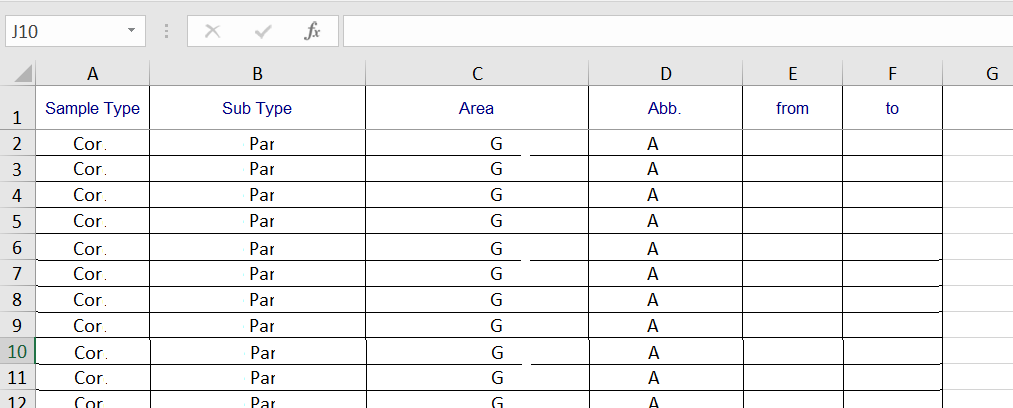 J10 fx
A B C D E F G
1 Sample Type Sub Type Area Abb. from to
2 Cor. Par G A
3 Cor. Par G A
4 Cor. Par G A
5 Cor. Par G A
6 Cor. Par G A
7 Cor. Par G A
8 Cor. Par G A
9 Cor. Par G A
10 Cor. Par G A
11 Cor. Par G A
12 Cor. Par G A